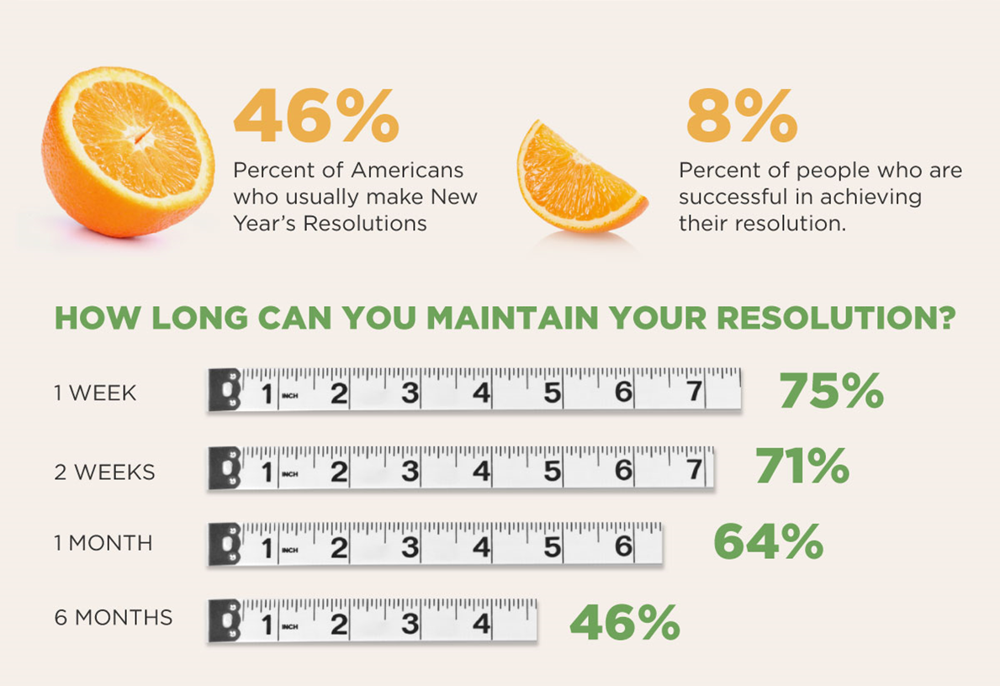 46%
Percent of Americans
who usually make New
Year's Resolutions
8%
Percent of people who are
successful in achieving
their resolution.
HOW LONG CAN YOU MAINTAIN YOUR RESOLUTION?
1 WEEK
1 INCH 2 3 4 5 6 7
75%
2 WEEKS
1 INCH 2 3 4 5 6 7
71%
1 MONTH
1 INCH 2 3 4 5 6
64%
6 MONTHS
1 INCH 2 3 4
46%